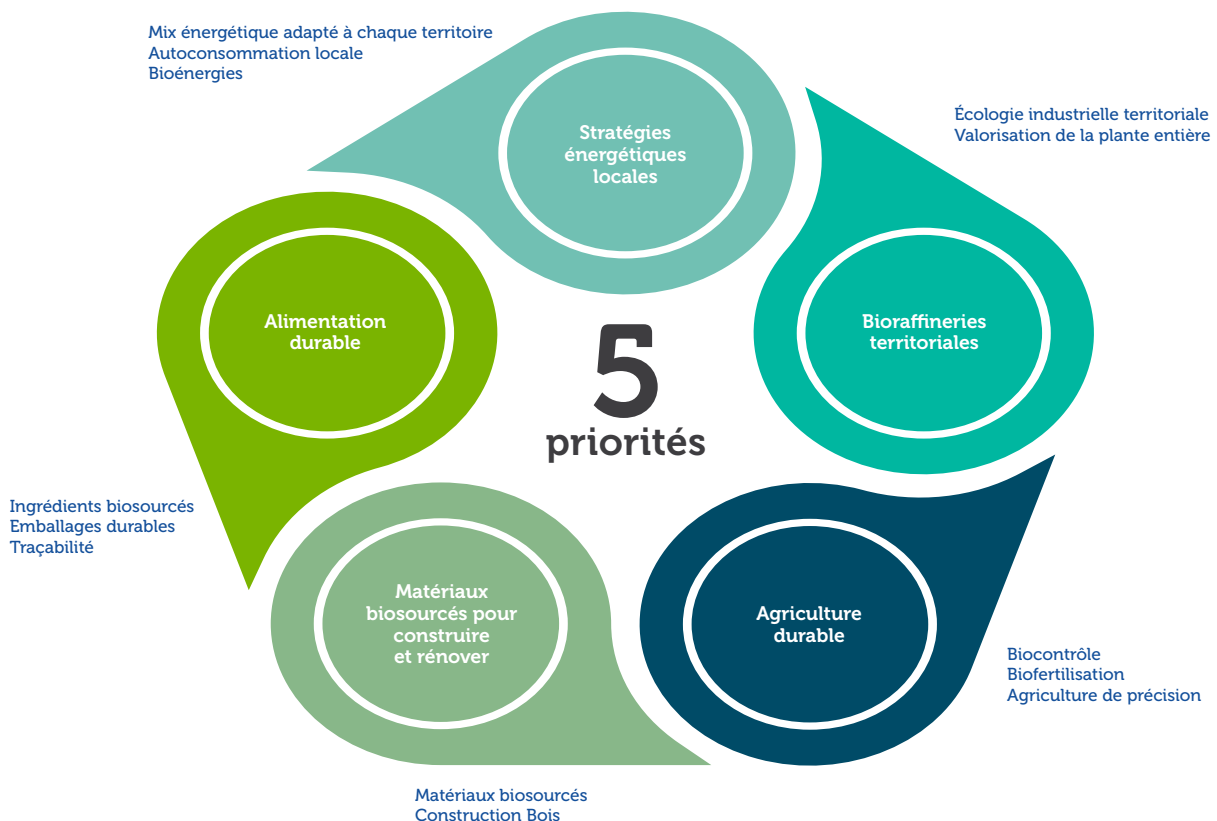 Mix énergétique adapté à chaque territoire
Autoconsommation locale
Bioénergies
Stratégies
énergétiques
locales
Écologie industrielle territoriale
Valorisation de la plante entière
Bioraffineries
territoriales
Alimentation
durable
5
priorités
Ingrédients biosourcés
Emballages durables
Traçabilité
Matériaux
biosourcés pour
construire
et rénover
Agriculture
durable
Biocontrôle
Biofertilisation
Agriculture de précision
Matériaux biosourcés
Construction Bois